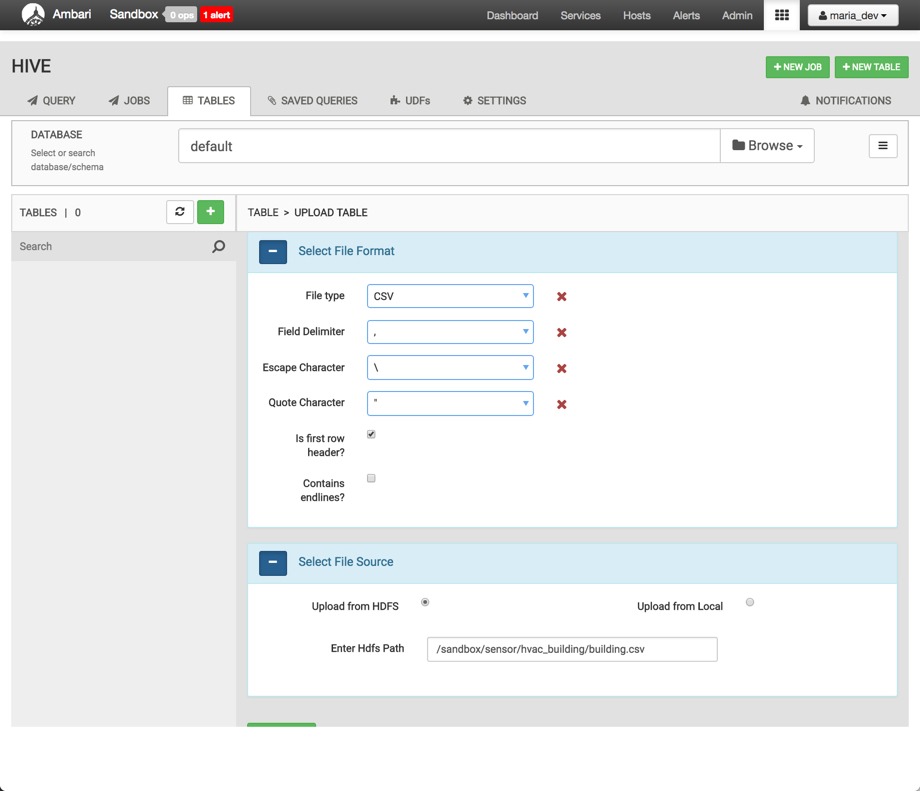 Ambari Sandbox 0 ops 1 alert Dashboard Services Hosts Alerts Admin maria_dev
HIVE
NEW JOB NEW TABLE
QUERY JOBS TABLES SAVED QUERIES UDFs SETTINGS NOTIFICATIONS
DATABASE
Select or search
database/schema
default
Browse
TABLES | 0
Search
TABLE > UPLOAD TABLE
Select File Format
File type CSV
Field Delimiter ,
Escape Character \
Quote Character "
Is first row
header?
Contains
endlines?
Select File Source
Upload from HDFS Upload from Local
Enter Hdfs Path /sandbox/sensor/hvac_building/building.csv